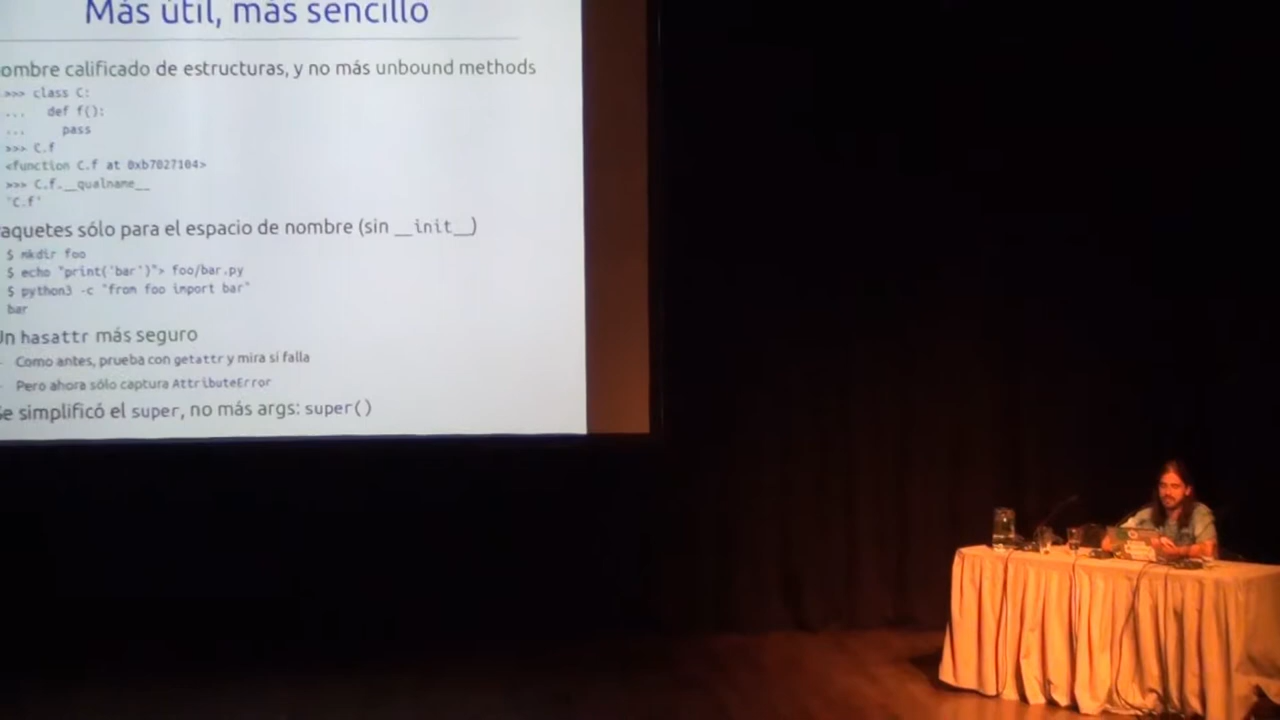 Más útil, más sencillo
ombre calificado de estructuras, y no más unbound methods
>>> class C:
... def f():
... pass
>>> C.f
<function C.f at 0xb7027104>
>>> C.f.__qualname__
'C.f'
aquetes sólo para el espacio de nombre (sin __init__)
$ mkdir foo
$ echo "print('bar')"> foo/bar.py
$ python3 -c "from foo import bar"
bar
Un hasattr más seguro
- Como antes, prueba con getattr y mira si falla
- Pero ahora sólo captura AttributeError
Se simplificó el super, no más args: super()